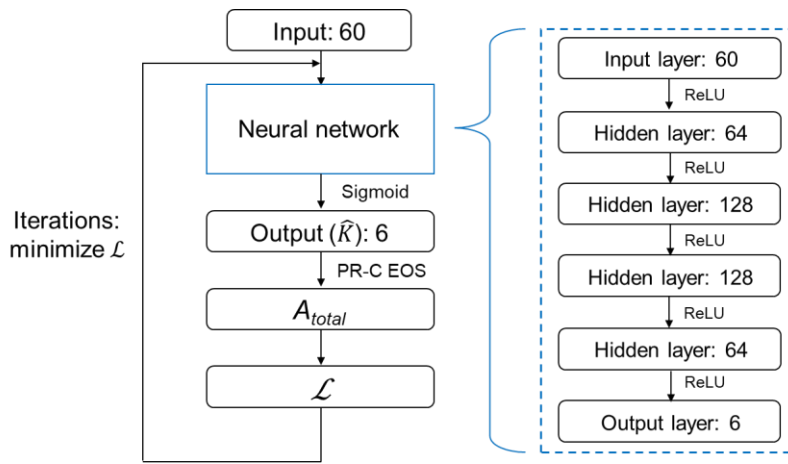 Input: 60
Neural network
Sigmoid
Output (K̂): 6
PR-C EOS
A_total
ℒ
Iterations:
minimize ℒ
Input layer: 60
ReLU
Hidden layer: 64
ReLU
Hidden layer: 128
ReLU
Hidden layer: 128
ReLU
Hidden layer: 64
ReLU
Output layer: 6